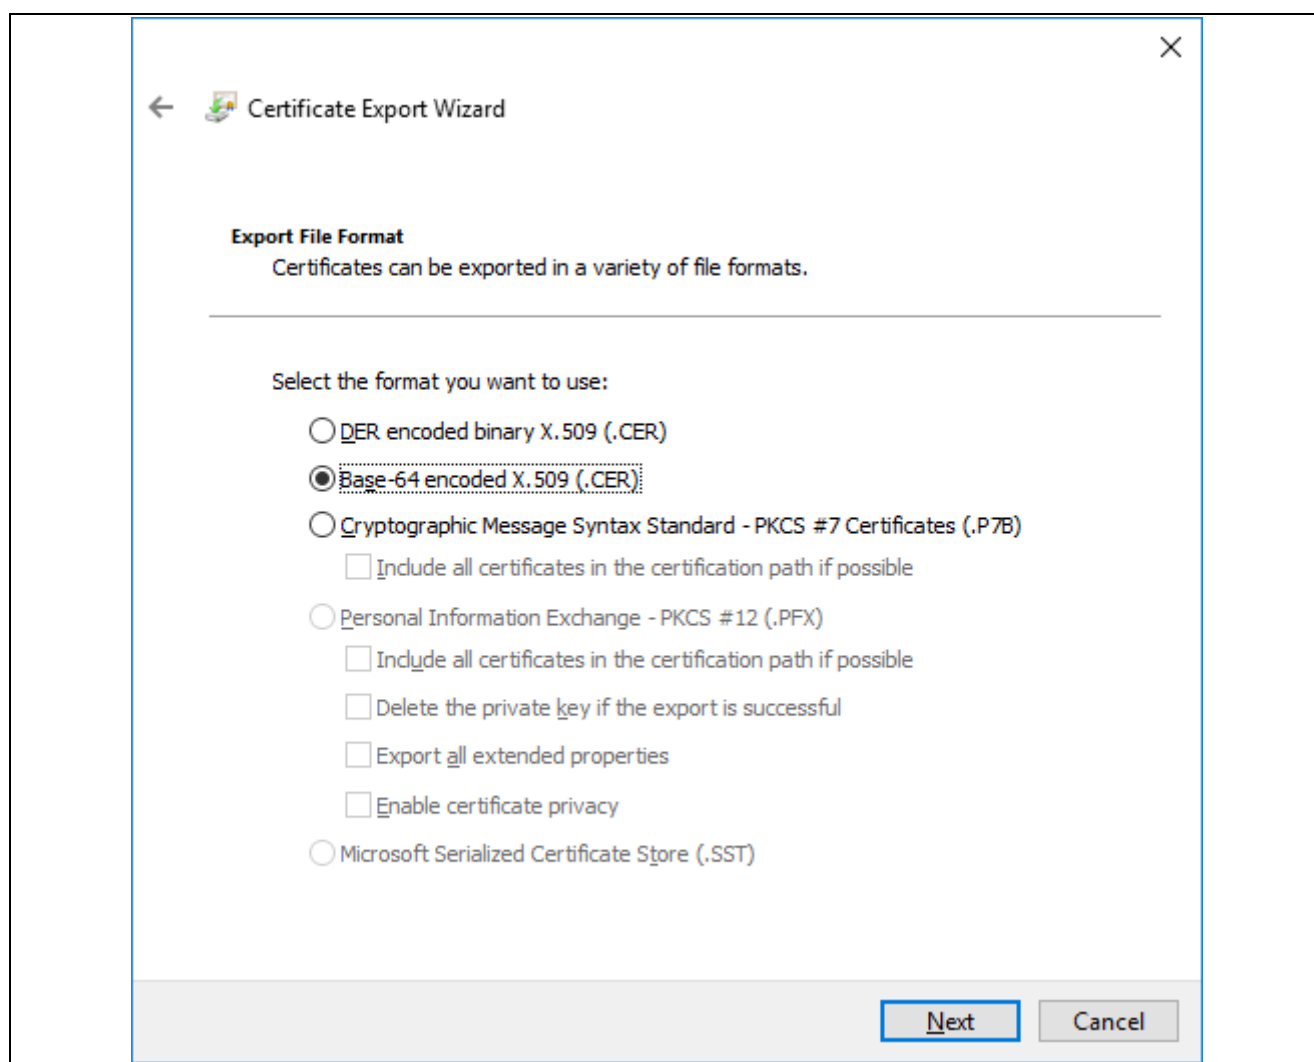 Certificate Export Wizard
Export File Format
Certificates can be exported in a variety of file formats.
Select the format you want to use:
DER encoded binary X.509 (.CER)
Base-64 encoded X.509 (.CER)
Cryptographic Message Syntax Standard - PKCS #7 Certificates (.P7B)
Include all certificates in the certification path if possible
Personal Information Exchange - PKCS #12 (.PFX)
Include all certificates in the certification path if possible
Delete the private key if the export is successful
Export all extended properties
Enable certificate privacy
Microsoft Serialized Certificate Store (.SST)
Next Cancel